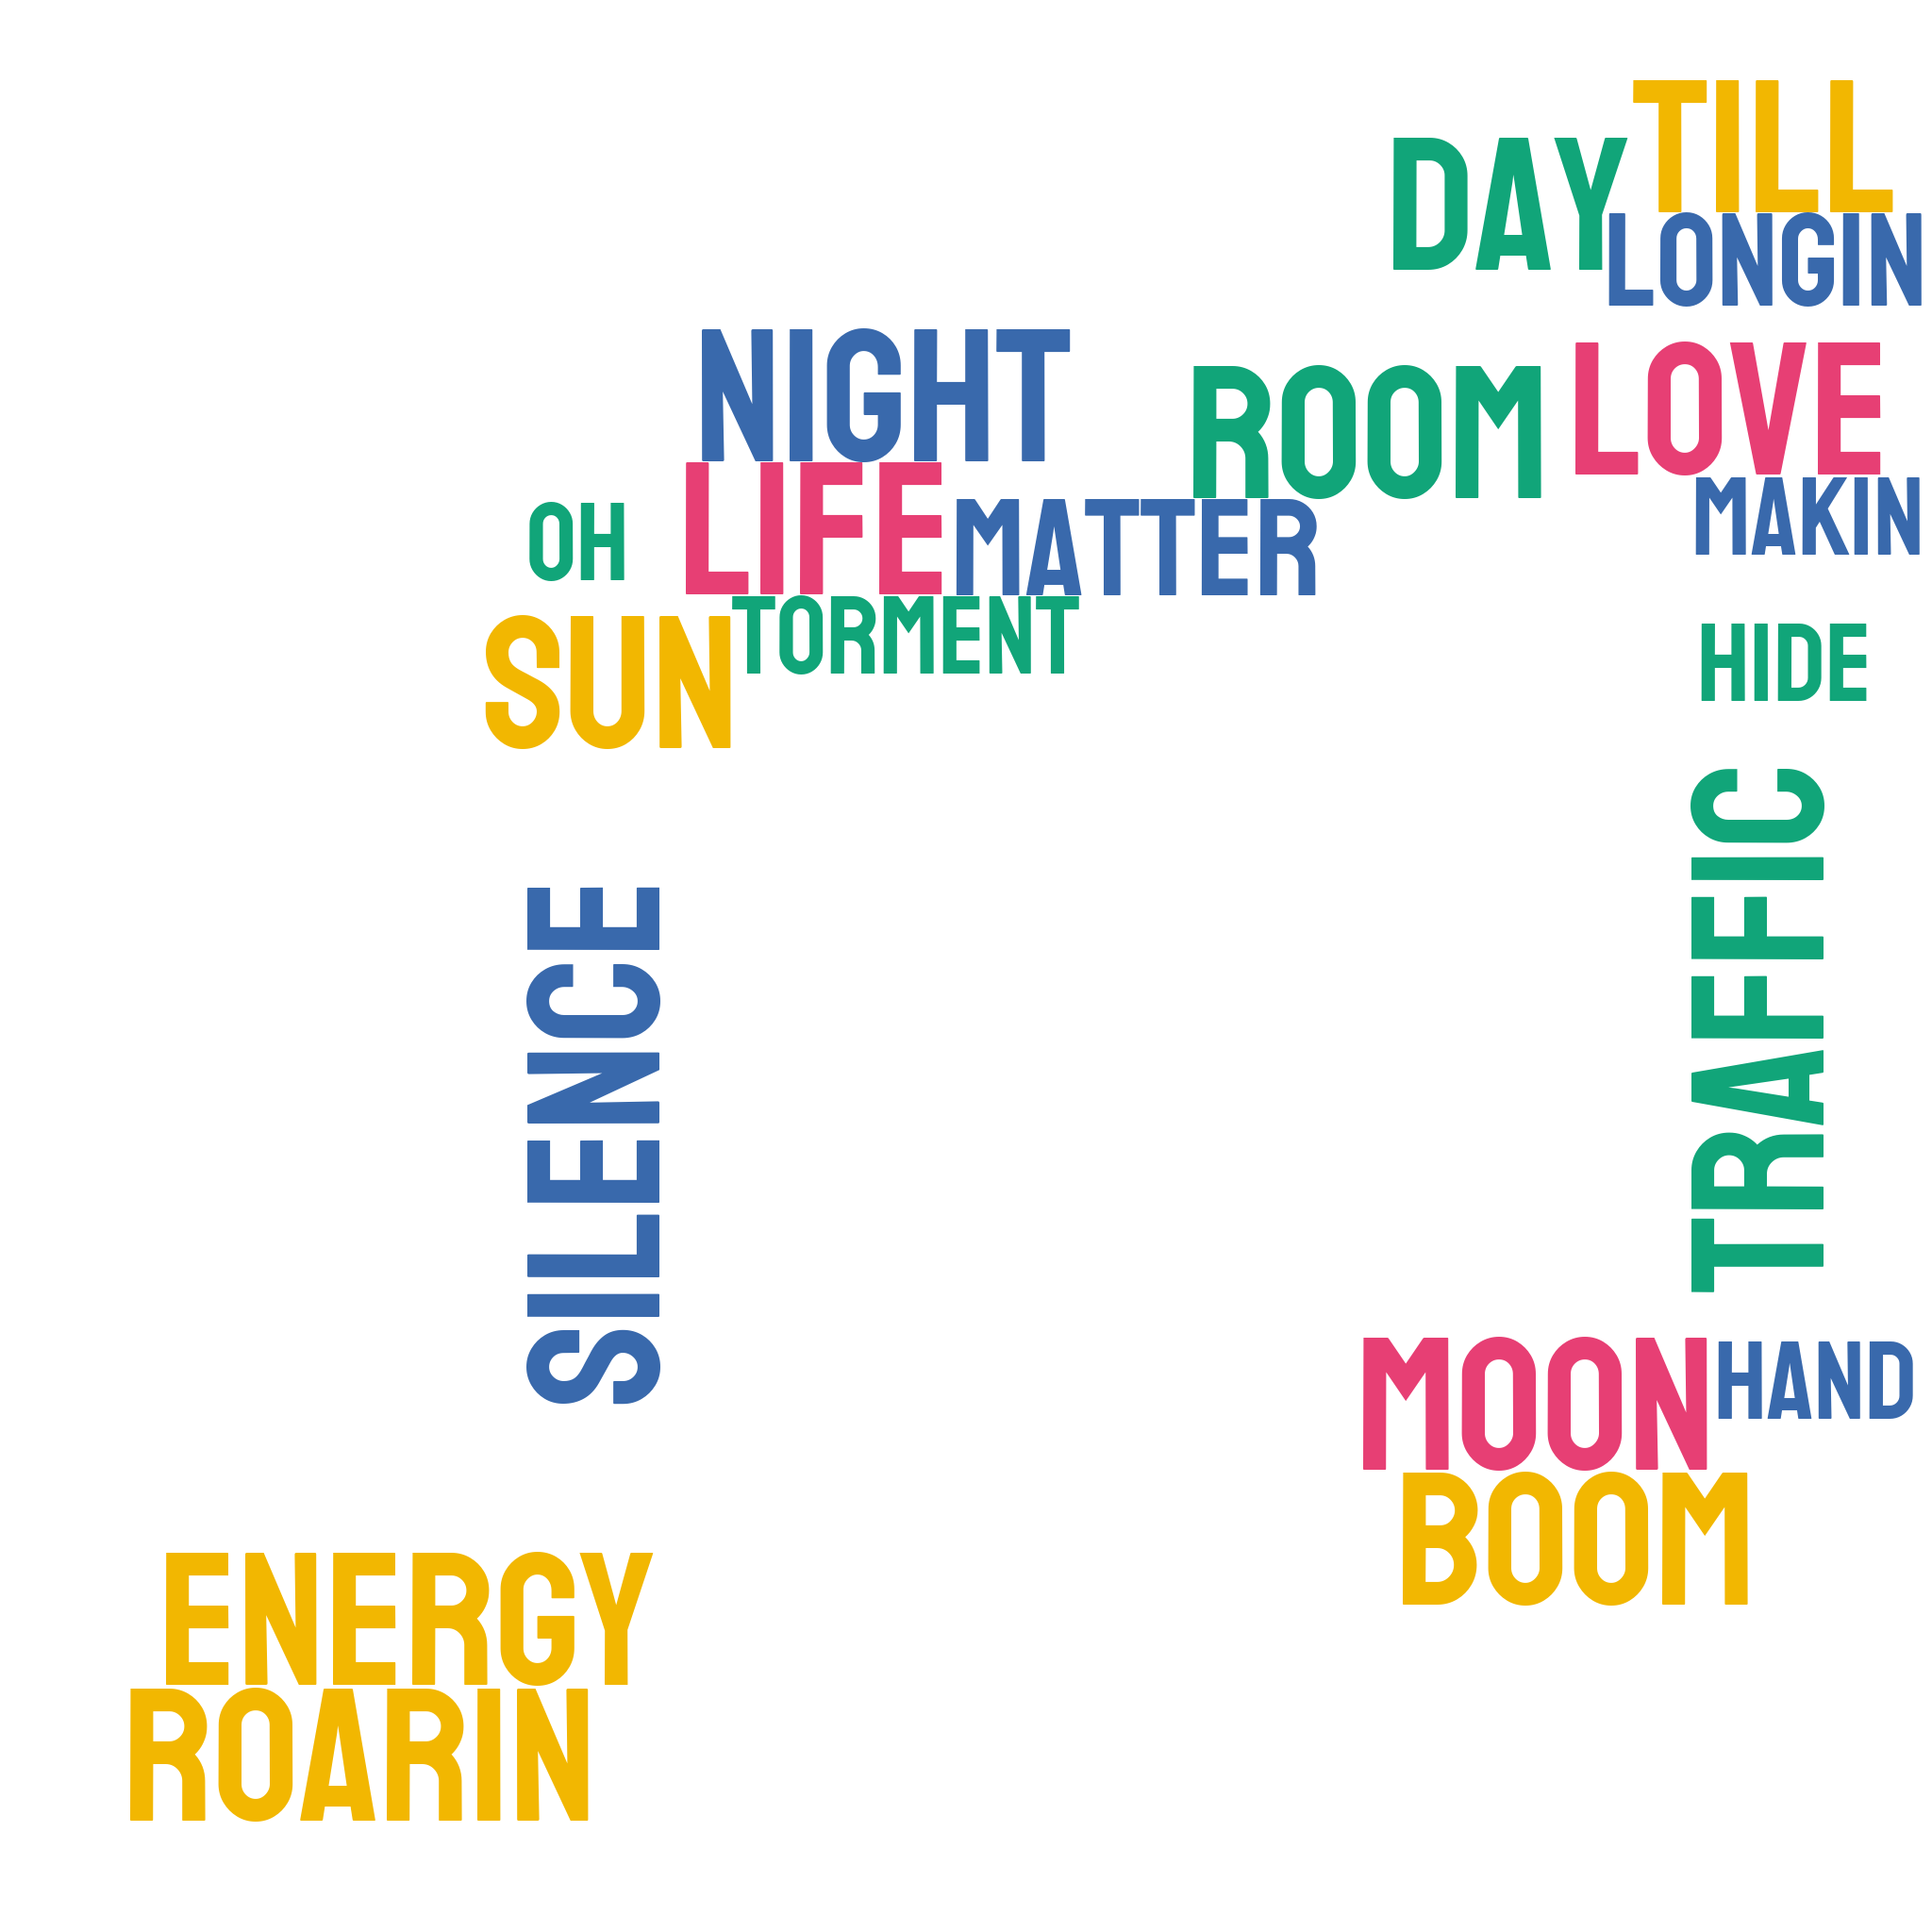 TILL
DAY
LONGIN
NIGHT
ROOM
LOVE
LIFE
MATTER
MAKIN
OH
TORMENT
SUN
HIDE
TRAFFIC
SILENCE
MOON
HAND
BOOM
ENERGY
ROARIN